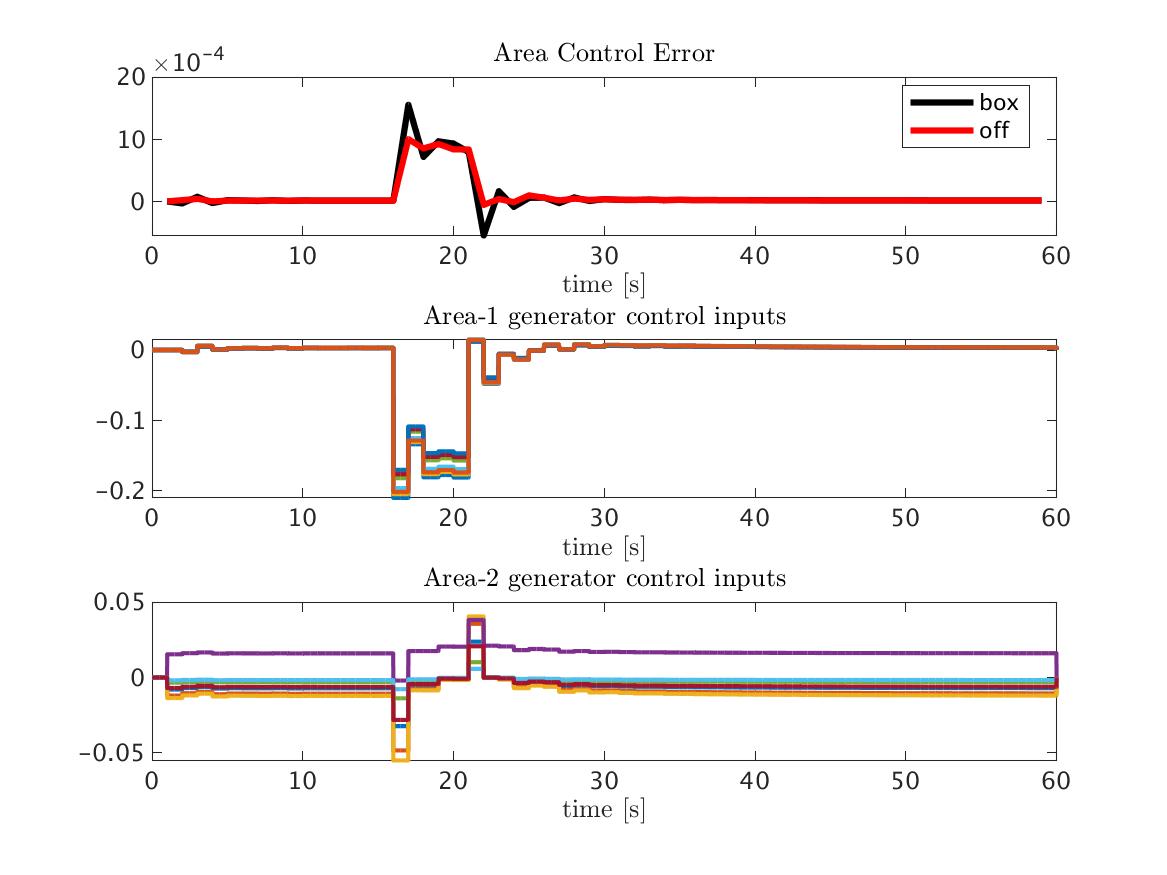 Area Control Error
×10⁻⁴
20
10
0
box
off
0 10 20 30 40 50 60
time [s]
Area-1 generator control inputs
0
−0.1
−0.2
0 10 20 30 40 50 60
time [s]
Area-2 generator control inputs
0.05
0
−0.05
0 10 20 30 40 50 60
time [s]